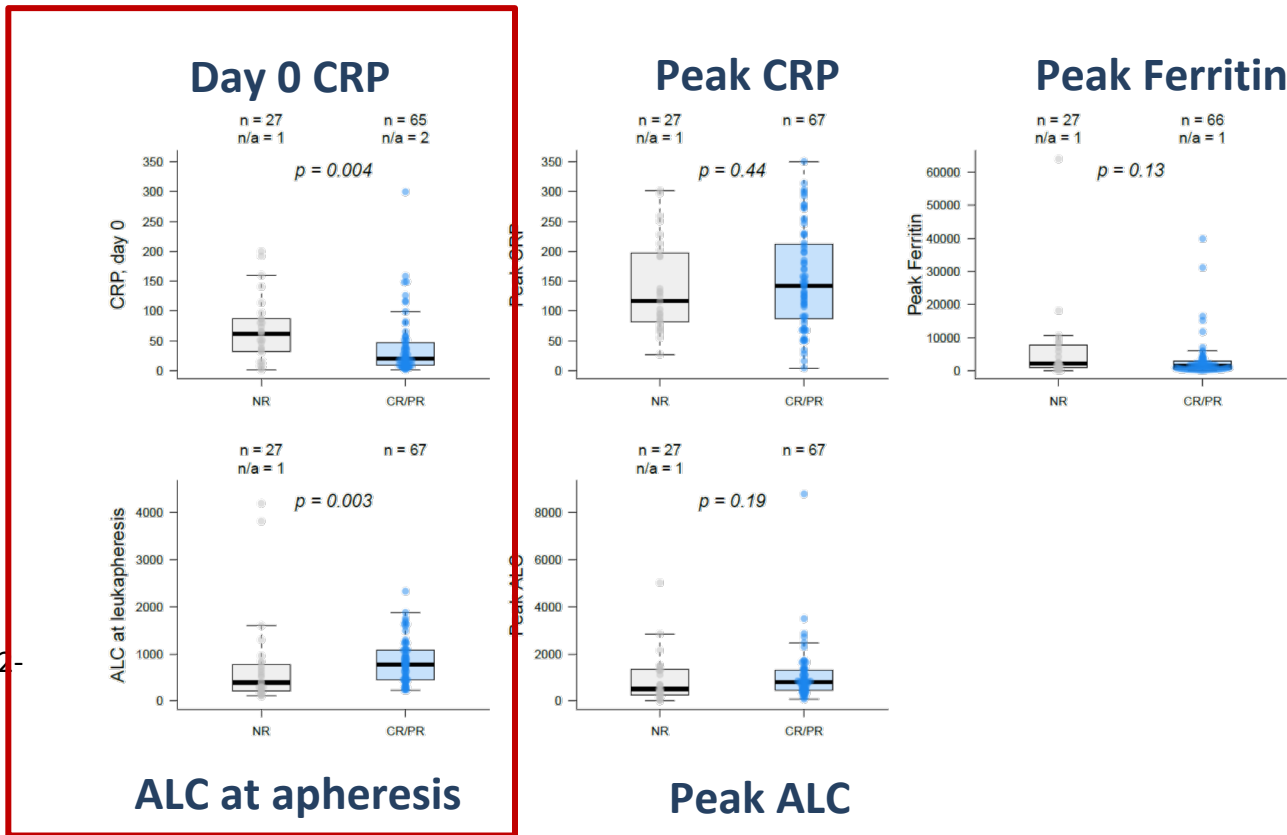 Day 0 CRP
n = 27
n/a = 1
n = 65
n/a = 2
p = 0.004
CRP, day 0
350
300
250
200
150
100
50
0
NR
CR/PR
Peak CRP
n = 27
n/a = 1
n = 67
p = 0.44
Peak CRP
350
300
250
200
150
100
50
0
NR
CR/PR
Peak Ferritin
n = 27
n/a = 1
n = 66
n/a = 1
p = 0.13
Peak Ferritin
60000
50000
40000
30000
20000
10000
0
NR
CR/PR
n = 27
n/a = 1
n = 67
p = 0.003
ALC at leukapheresis
4000
3000
2000
1000
0
NR
CR/PR
ALC at apheresis
n = 27
n/a = 1
n = 67
p = 0.19
Peak ALC
8000
6000
4000
2000
0
NR
CR/PR
Peak ALC
2-